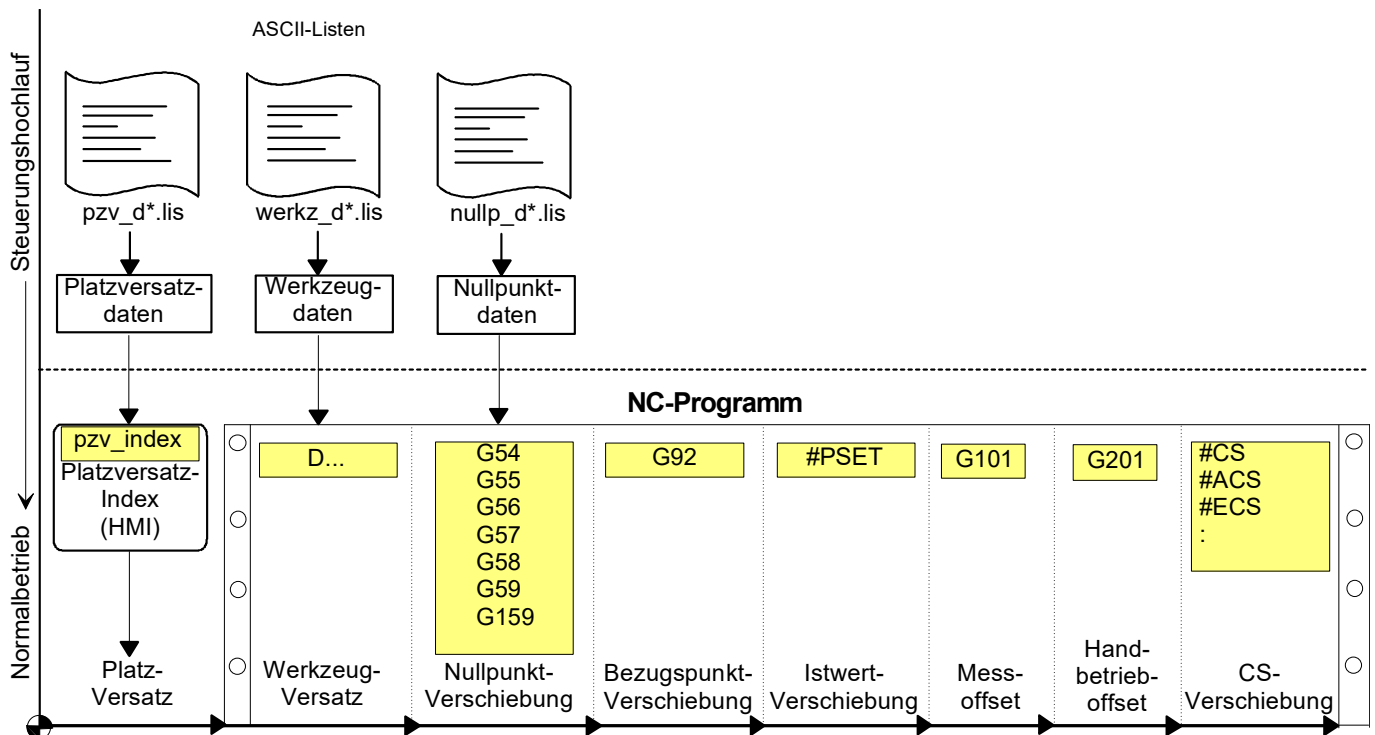 ASCII-Listen
Steuerungshochlauf
pzv_d*.lis
werkz_d*.lis
nullp_d*.lis
Platzversatz-
daten
Werkzeug-
daten
Nullpunkt-
daten
NC-Programm
Normalbetrieb
pzv_index
Platzversatz-
Index
(HMI)
D...
G54
G55
G56
G57
G58
G59
G159
G92
#PSET
G101
G201
#CS
#ACS
#ECS
:
Platz-
Versatz
Werkzeug-
Versatz
Nullpunkt-
Verschiebung
Bezugspunkt-
Verschiebung
Istwert-
Verschiebung
Mess-
offset
Hand-
betrieb-
offset
CS-
Verschiebung